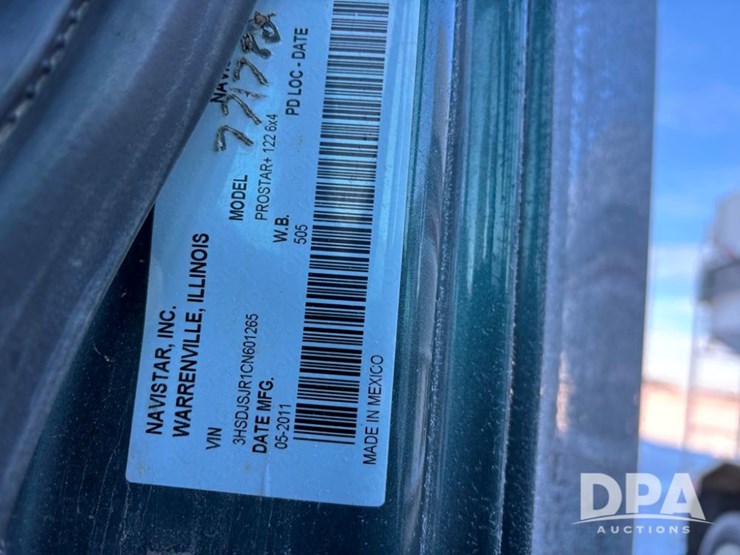 NAVISTAR, INC.
WARRENVILLE, ILLINOIS
VIN MODEL
3HSDJSJR1CN601265 PROSTAR+ 122 6x4
DATE MFG. W.B. PD LOC - DATE
05-2011 505
MADE IN MEXICO
DPA
AUCTIONS